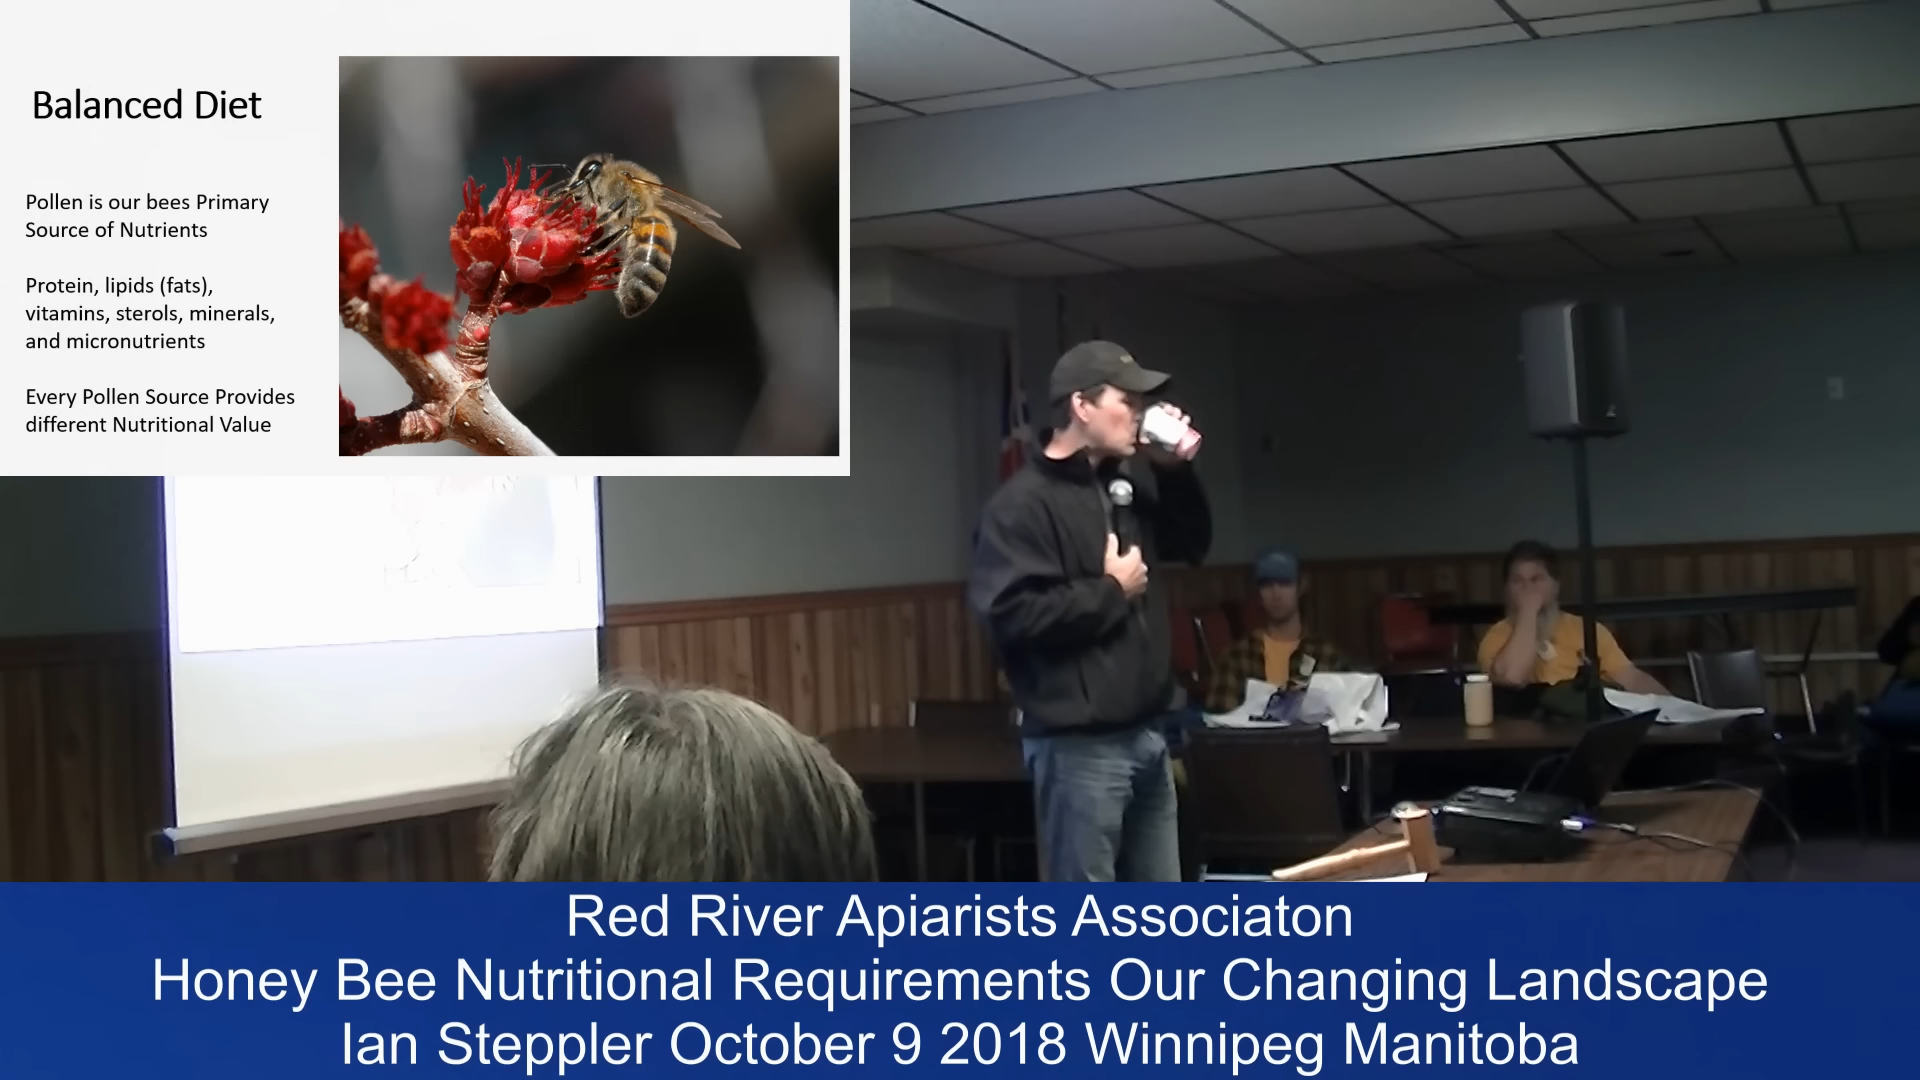 Balanced Diet
Pollen is our bees Primary
Source of Nutrients
Protein, lipids (fats),
vitamins, sterols, minerals,
and micronutrients
Every Pollen Source Provides
different Nutritional Value
Red River Apiarists Associaton
Honey Bee Nutritional Requirements Our Changing Landscape
Ian Steppler October 9 2018 Winnipeg Manitoba